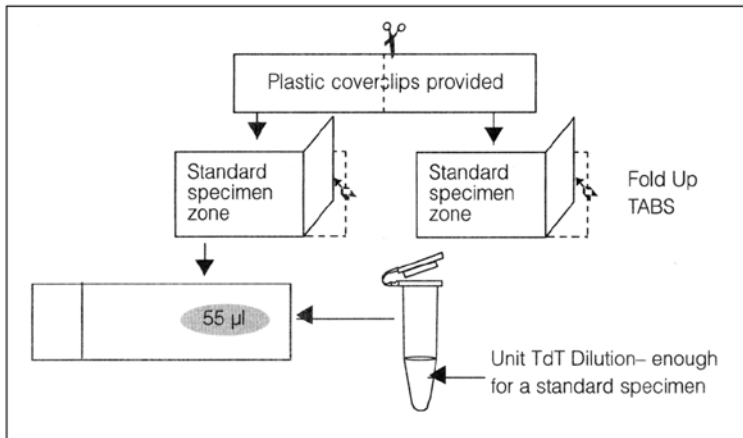 Plastic coverclips provided
Standard
specimen
zone
Standard
specimen
zone
Fold Up
TABS
55 µl
Unit TdT Dilution– enough
for a standard specimen